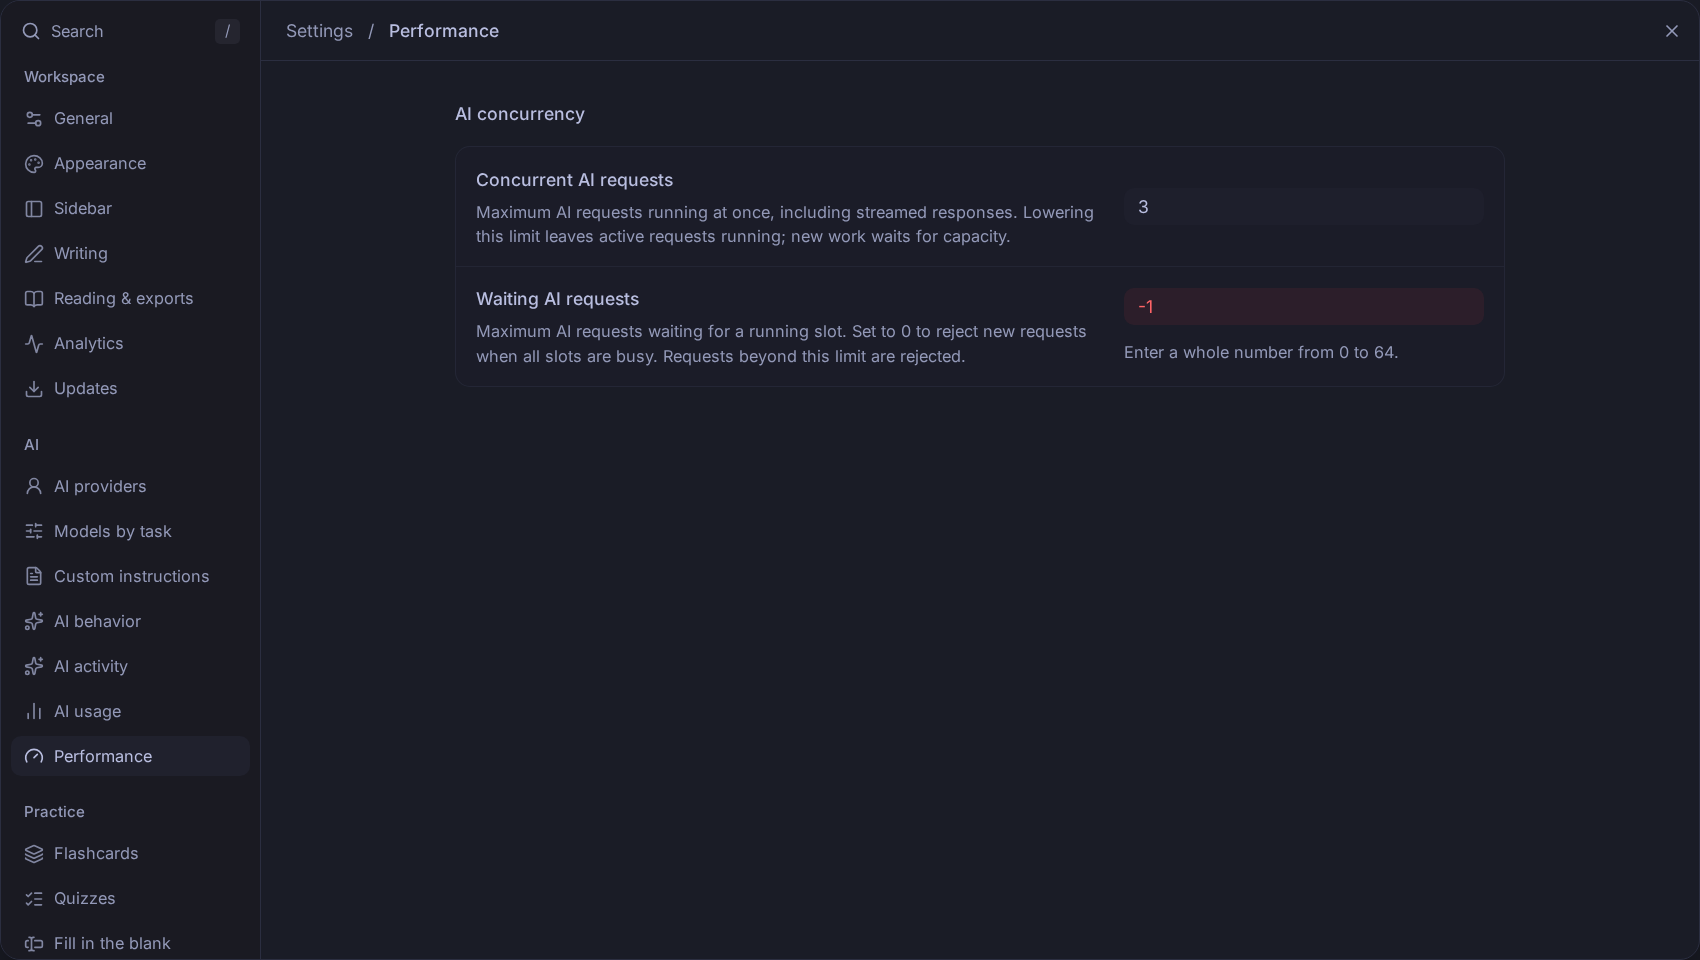 Search /
Workspace
General
Appearance
Sidebar
Writing
Reading & exports
Analytics
Updates
AI
AI providers
Models by task
Custom instructions
AI behavior
AI activity
AI usage
Performance
Practice
Flashcards
Quizzes
Fill in the blank
Settings / Performance
AI concurrency
Concurrent AI requests
Maximum AI requests running at once, including streamed responses. Lowering
this limit leaves active requests running; new work waits for capacity.
3
Waiting AI requests
Maximum AI requests waiting for a running slot. Set to 0 to reject new requests
when all slots are busy. Requests beyond this limit are rejected.
-1
Enter a whole number from 0 to 64.